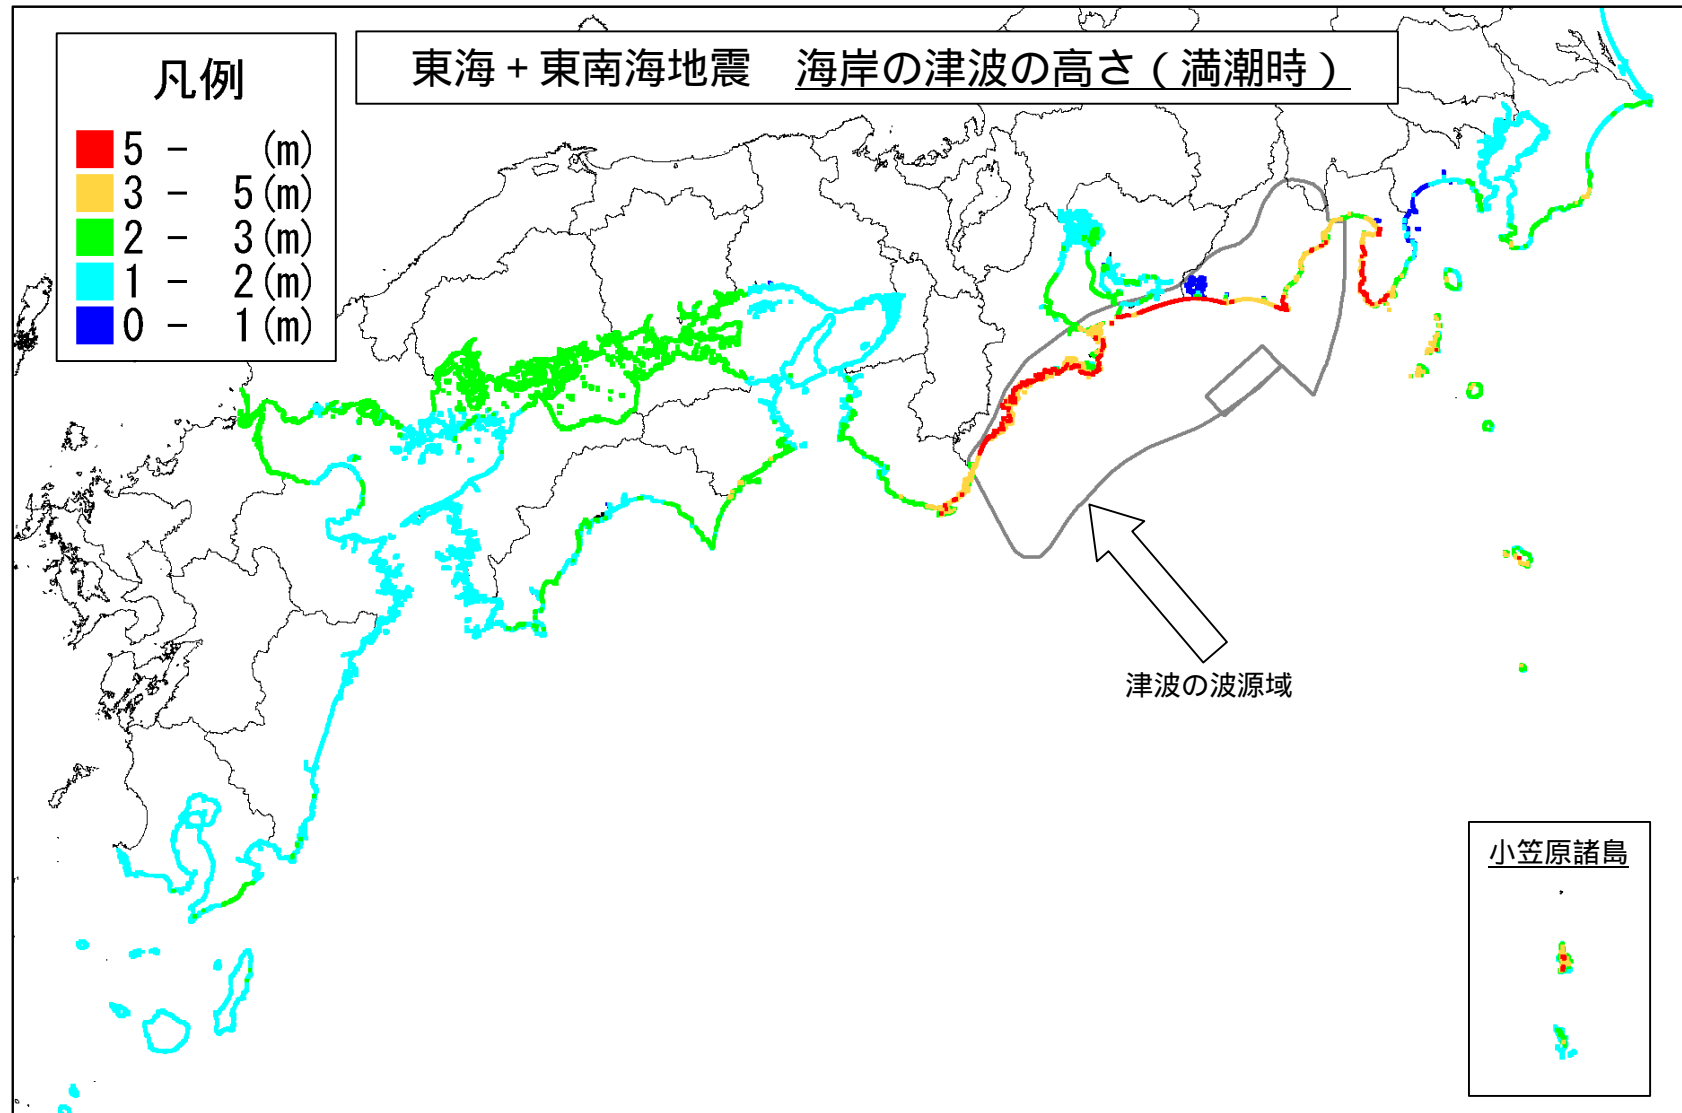 東海+東南海地震　海岸の津波の高さ(満潮時)
凡例
5 －　　(m)
3 －　5(m)
2 －　3(m)
1 －　2(m)
0 －　1(m)
津波の波源域
小笠原諸島